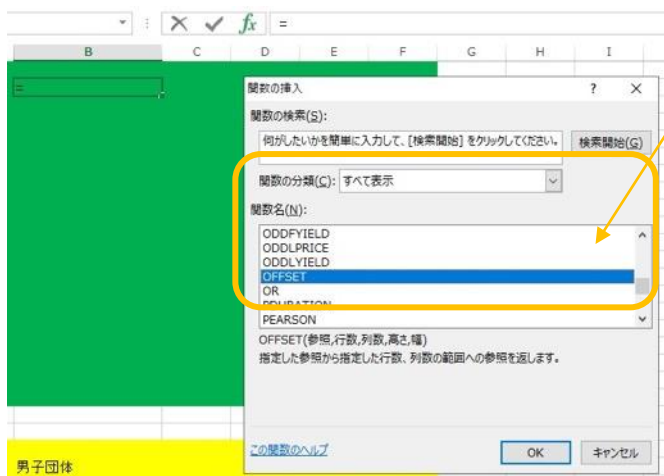 fx =
B C D E F G H I
=
関数の挿入 ? ×
関数の検索(S):
何がしたいかを簡単に入力して、[検索開始] をクリックしてください。 検索開始(G)
関数の分類(C): すべて表示
関数名(N):
ODDFYIELD
ODDLPRICE
ODDLYIELD
OFFSET
OR
PDURATION
PEARSON
OFFSET(参照,行数,列数,高さ,幅)
指定した参照から指定した行数、列数の範囲への参照を返します。
この関数のヘルプ OK キャンセル
男子団体